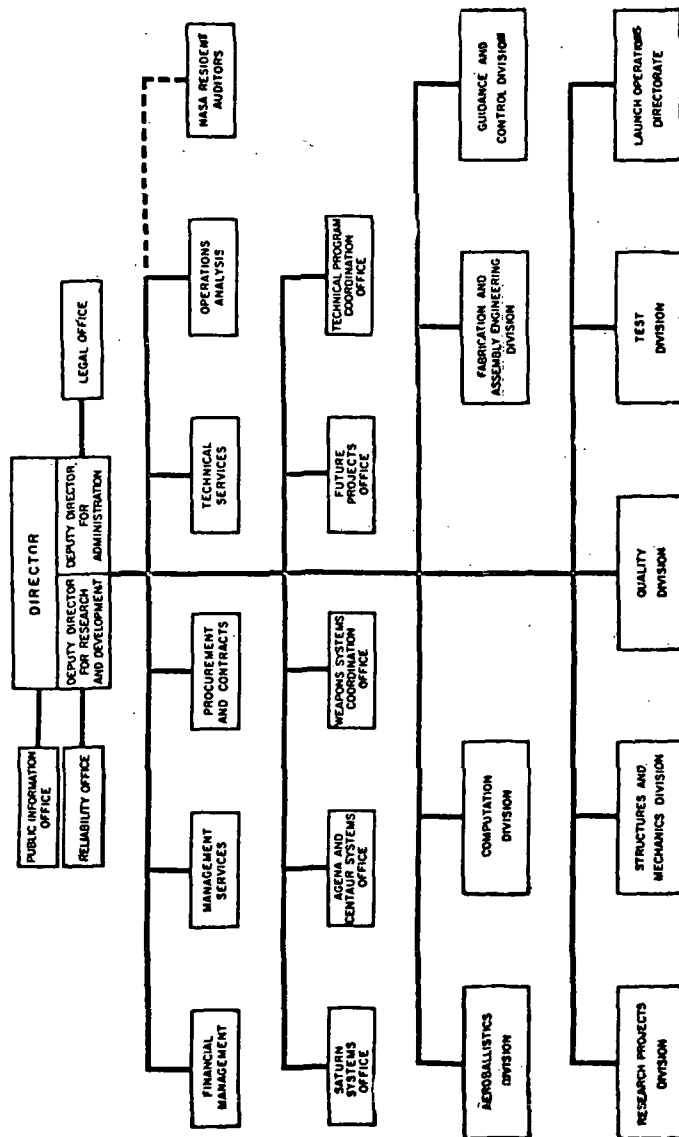 DIRECTOR
DEPUTY DIRECTOR
FOR RESEARCH
AND DEVELOPMENT
DEPUTY DIRECTOR,
FOR
ADMINISTRATION
PUBLIC INFORMATION
OFFICE
RELIABILITY OFFICE
LEGAL OFFICE
FINANCIAL
MANAGEMENT
MANAGEMENT
SERVICES
PROCUREMENT
AND CONTRACTS
TECHNICAL
SERVICES
OPERATIONS
ANALYSIS
NASA RESIDENT
AUDITORS
SATURN
SYSTEMS
OFFICE
AGENA AND
CENTAUR SYSTEMS
OFFICE
WEAPONS SYSTEMS
COORDINATION
OFFICE
FUTURE
PROJECTS
OFFICE
TECHNICAL PROGRAM
COORDINATION
OFFICE
AEROBALLISTICS
DIVISION
COMPUTATION
DIVISION
FABRICATION AND
ASSEMBLY ENGINEERING
DIVISION
GUIDANCE AND
CONTROL DIVISION
RESEARCH PROJECTS
DIVISION
STRUCTURES AND
MECHANICS DIVISION
QUALITY
DIVISION
TEST
DIVISION
LAUNCH OPERATIONS
DIRECTORATE